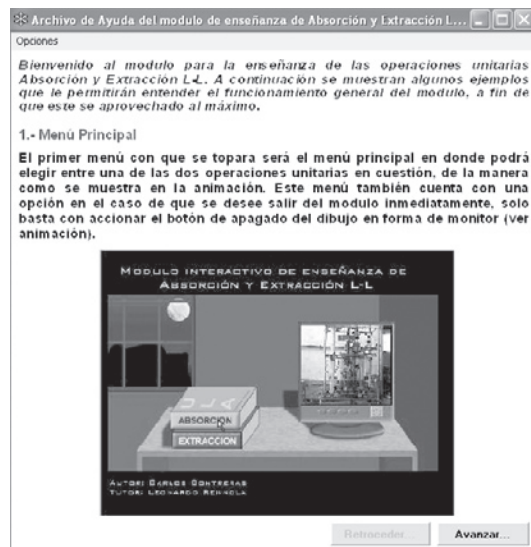 Archivo de Ayuda del modulo de enseñanza de Absorción y Extracción L...
Opciones
Bienvenido al modulo para la enseñanza de las operaciones unitarias
Absorción y Extracción L-L. A continuación se muestran algunos ejemplos
que le permitirán entender el funcionamiento general del modulo, a fin de
que este se aprovechado al máximo.
1.- Menú Principal
El primer menú con que se topara será el menú principal en donde podrá
elegir entre una de las dos operaciones unitarias en cuestión, de la manera
como se muestra en la animación. Este menú también cuenta con una
opción en el caso de que se desee salir del modulo inmediatamente, solo
basta con accionar el botón de apagado del dibujo en forma de monitor (ver
animación).
MODULO INTERACTIVO DE ENSEÑANZA DE
ABSORCIÓN Y EXTRACCIÓN L-L
ULA
ABSORCION
EXTRACCION
AUTOR: CARLOS CONTRERAS
TUTOR: LEONARDO RENNOLA
Retroceder...
Avanzar...